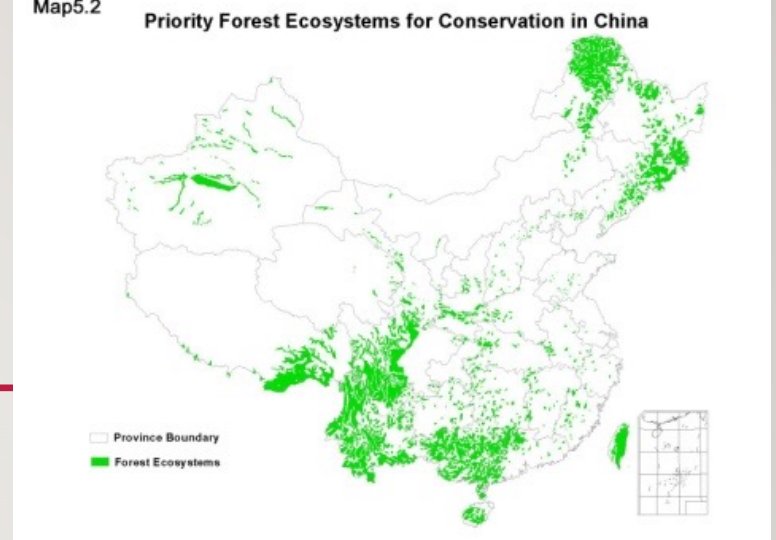 Map5.2
Priority Forest Ecosystems for Conservation in China
Province Boundary
Forest Ecosystems